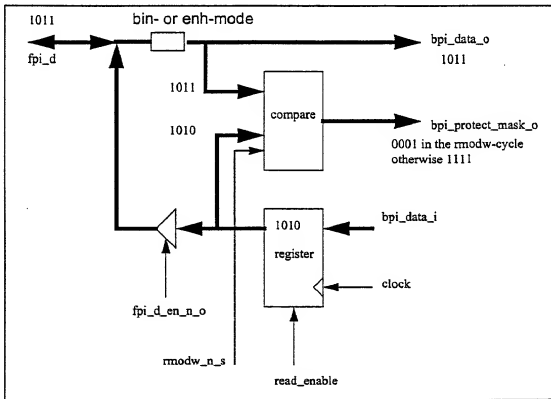 bin- or enh-mode
1011
fpi_d
bpi_data_o
1011
1011
compare
1010
bpi_protect_mask_o
0001 in the rmodw-cycle
otherwise 1111
1010
register
bpi_data_i
clock
fpi_d_en_n_o
rmodw_n_s
read_enable